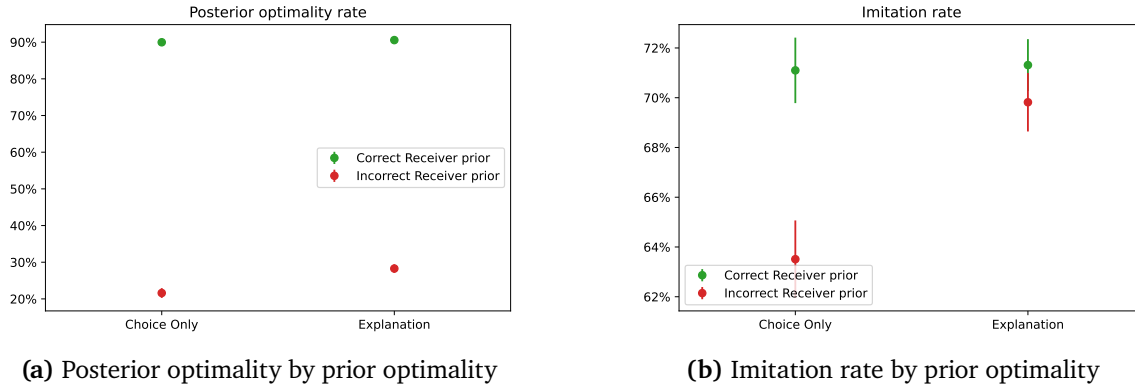 Posterior optimality rate
90%
80%
70%
60%
50%
40%
30%
20%
Correct Receiver prior
Incorrect Receiver prior
Choice Only
Explanation
(a) Posterior optimality by prior optimality
Imitation rate
72%
70%
68%
66%
64%
62%
Correct Receiver prior
Incorrect Receiver prior
Choice Only
Explanation
(b) Imitation rate by prior optimality